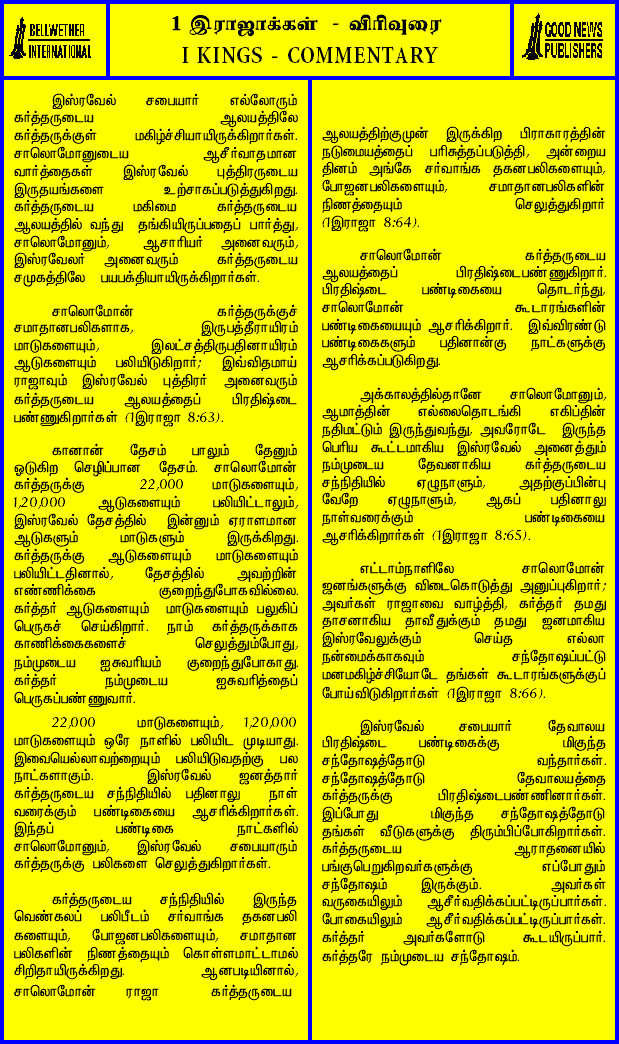 BELLWETHER
INTERNATIONAL
1 இராஜாக்கள் - விரிவுரை
I KINGS - COMMENTARY
GOOD NEWS
PUBLISHERS
இஸ்ரவேல் சபையார் எல்லோரும்
கர்த்தருடைய ஆலயத்திலே
கர்த்தருக்குள் மகிழ்ச்சியாயிருக்கிறார்கள்.
சாலொமோனுடைய ஆசீர்வாதமான
வார்த்தைகள் இஸ்ரவேல் புத்திரருடைய
இருதயங்களை உற்சாகப்படுத்துகிறது.
கர்த்தருடைய மகிமை கர்த்தருடைய
ஆலயத்தில் வந்து தங்கியிருப்பதைப் பார்த்து,
சாலொமோனும், ஆசாரியர் அனைவரும்,
இஸ்ரவேலர் அனைவரும் கர்த்தருடைய
சமுகத்திலே பயபக்தியாயிருக்கிறார்கள்.
சாலொமோன் கர்த்தருக்குச்
சமாதானபலிகளாக, இருபத்தீராயிரம்
மாடுகளையும், இலட்சத்திருபதினாயிரம்
ஆடுகளையும் பலியிடுகிறார்; இவ்விதமாய்
ராஜாவும் இஸ்ரவேல் புத்திரர் அனைவரும்
கர்த்தருடைய ஆலயத்தைப் பிரதிஷ்டை
பண்ணுகிறார்கள் (1இராஜா 8:63).
கானான் தேசம் பாலும் தேனும்
ஓடுகிற செழிப்பான தேசம். சாலொமோன்
கர்த்தருக்கு 22,000 மாடுகளையும்,
1,20,000 ஆடுகளையும் பலியிட்டாலும்,
இஸ்ரவேல் தேசத்தில் இன்னும் ஏராளமான
ஆடுகளும் மாடுகளும் இருக்கிறது.
கர்த்தருக்கு ஆடுகளையும் மாடுகளையும்
பலியிட்டதினால், தேசத்தில் அவற்றின்
எண்ணிக்கை குறைந்துபோகவில்லை.
கர்த்தர் ஆடுகளையும் மாடுகளையும் பலுகிப்
பெருகச் செய்கிறார். நாம் கர்த்தருக்காக
காணிக்கைகளைச் செலுத்தும்போது,
நம்முடைய ஐசுவரியம் குறைந்துபோகாது.
கர்த்தர் நம்முடைய ஐசுவரித்தைப்
பெருகப்பண்ணுவார்.
22,000 மாடுகளையும், 1,20,000
மாடுகளையும் ஒரே நாளில் பலியிட முடியாது.
இவையெல்லாவற்றையும் பலியிடுவதற்கு பல
நாட்களாகும். இஸ்ரவேல் ஜனத்தார்
கர்த்தருடைய சந்நிதியில் பதினாலு நாள்
வரைக்கும் பண்டிகையை ஆசரிக்கிறார்கள்.
இந்தப் பண்டிகை நாட்களில்
சாலொமோனும், இஸ்ரவேல் சபையாரும்
கர்த்தருக்கு பலிகளை செலுத்துகிறார்கள்.
கர்த்தருடைய சந்நிதியில் இருந்த
வெண்கலப் பலிபீடம் சர்வாங்க தகனபலி
களையும், போஜனபலிகளையும், சமாதான
பலிகளின் நிணத்தையும் கொள்ளமாட்டாமல்
சிறிதாயிருக்கிறது. ஆனபடியினால்,
சாலொமோன் ராஜா கர்த்தருடைய
ஆலயத்திற்குமுன் இருக்கிற பிராகாரத்தின்
நடுமையத்தைப் பரிசுத்தப்படுத்தி, அன்றைய
தினம் அங்கே சர்வாங்க தகனபலிகளையும்,
போஜனபலிகளையும், சமாதானபலிகளின்
நிணத்தையும் செலுத்துகிறார்
(1இராஜா 8:64).
சாலொமோன் கர்த்தருடைய
ஆலயத்தைப் பிரதிஷ்டைபண்ணுகிறார்.
பிரதிஷ்டை பண்டிகையை தொடர்ந்து,
சாலொமோன் கூடாரங்களின்
பண்டிகையையும் ஆசரிக்கிறார். இவ்விரண்டு
பண்டிகைகளும் பதினான்கு நாட்களுக்கு
ஆசரிக்கப்படுகிறது.
அக்காலத்தில்தானே சாலொமோனும்,
ஆமாத்தின் எல்லைதொடங்கி எகிப்தின்
நதிமட்டும் இருந்துவந்து, அவரோடே இருந்த
பெரிய கூட்டமாகிய இஸ்ரவேல் அனைத்தும்
நம்முடைய தேவனாகிய கர்த்தருடைய
சந்நிதியில் ஏழுநாளும், அதற்குப்பின்பு
வேறே ஏழுநாளும், ஆகப் பதினாலு
நாள்வரைக்கும் பண்டிகையை
ஆசரிக்கிறார்கள் (1இராஜா 8:65).
எட்டாம்நாளிலே சாலொமோன்
ஜனங்களுக்கு விடைகொடுத்து அனுப்புகிறார்;
அவர்கள் ராஜாவை வாழ்த்தி, கர்த்தர் தமது
தாசனாகிய தாவீதுக்கும் தமது ஜனமாகிய
இஸ்ரவேலுக்கும் செய்த எல்லா
நன்மைக்காகவும் சந்தோஷப்பட்டு
மனமகிழ்ச்சியோடே தங்கள் கூடாரங்களுக்குப்
போய்விடுகிறார்கள் (1இராஜா 8:66).
இஸ்ரவேல் சபையார் தேவாலய
பிரதிஷ்டை பண்டிகைக்கு மிகுந்த
சந்தோஷத்தோடு வந்தார்கள்.
சந்தோஷத்தோடு தேவாலயத்தை
கர்த்தருக்கு பிரதிஷ்டைபண்ணினார்கள்.
இப்போது மிகுந்த சந்தோஷத்தோடு
தங்கள் வீடுகளுக்கு திரும்பிப்போகிறார்கள்.
கர்த்தருடைய ஆராதனையில்
பங்குபெறுகிறவர்களுக்கு எப்போதும்
சந்தோஷம் இருக்கும். அவர்கள்
வருகையிலும் ஆசீர்வதிக்கப்பட்டிருப்பார்கள்.
போகையிலும் ஆசீர்வதிக்கப்பட்டிருப்பார்கள்.
கர்த்தர் அவர்களோடு கூடயிருப்பார்.
கர்த்தரே நம்முடைய சந்தோஷம்.